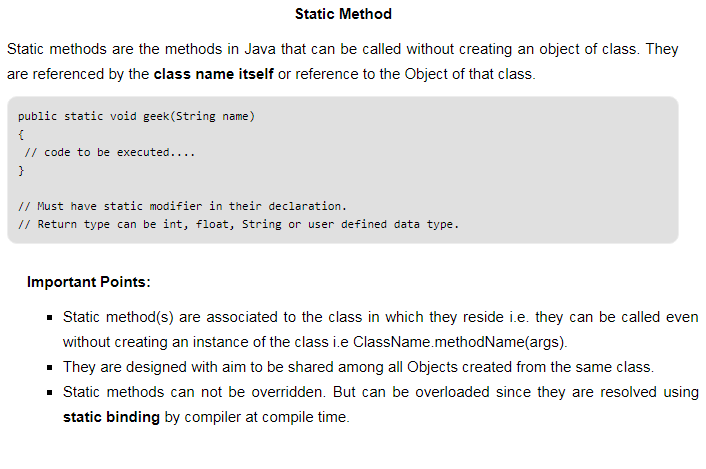 Static Method
Static methods are the methods in Java that can be called without creating an object of class. They
are referenced by the class name itself or reference to the Object of that class.
public static void geek(String name)
{
// code to be executed....
}
// Must have static modifier in their declaration.
// Return type can be int, float, String or user defined data type.
Important Points:
▪ Static method(s) are associated to the class in which they reside i.e. they can be called even
without creating an instance of the class i.e ClassName.methodName(args).
▪ They are designed with aim to be shared among all Objects created from the same class.
▪ Static methods can not be overridden. But can be overloaded since they are resolved using
static binding by compiler at compile time.